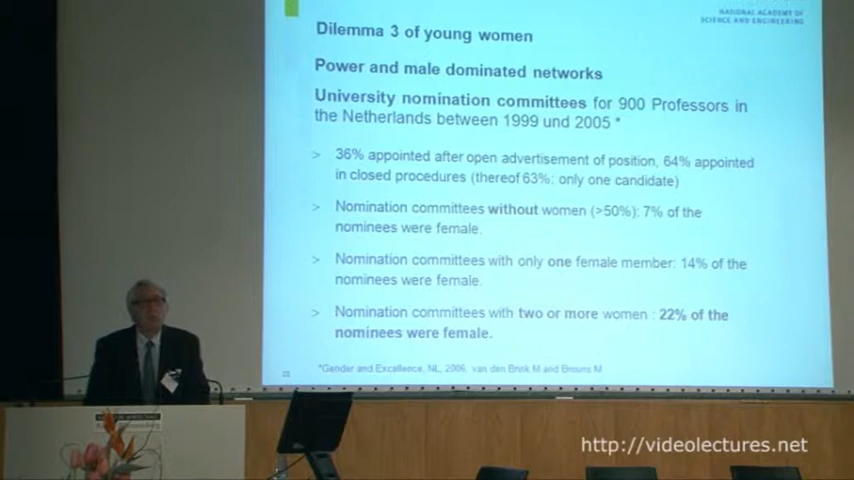 NATIONAL ACADEMY OF
SCIENCE AND ENGINEERING
Dilemma 3 of young women
Power and male dominated networks
University nomination committees for 900 Professors in
the Netherlands between 1999 und 2005 *
> 36% appointed after open advertisement of position, 64% appointed
in closed procedures (thereof 63%: only one candidate)
> Nomination committees without women (>50%): 7% of the
nominees were female.
> Nomination committees with only one female member: 14% of the
nominees were female.
> Nomination committees with two or more women : 22% of the
nominees were female.
*Gender and Excellence, NL, 2006, van den Brink M and Brouns M
http://videolectures.net